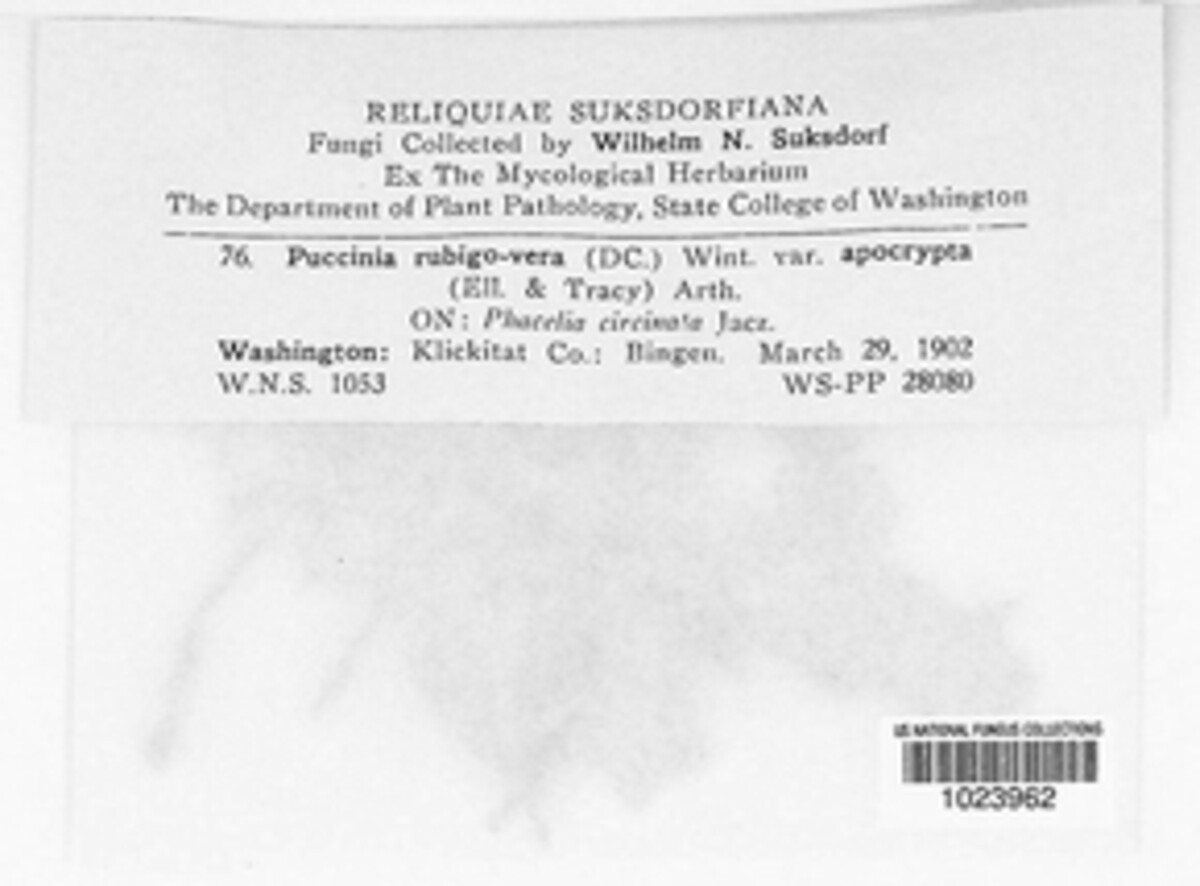 RELIQUIAE SUKSDORFIANA
Fungi Collected by Wilhelm N. Suksdorf
Ex The Mycological Herbarium
The Department of Plant Pathology, State College of Washington
76. Puccinia rubigo-vera (DC.) Wint. var. apocrypta
(Ell. & Tracy) Arth.
ON: Phacelia circinata Jacz.
Washington: Klickitat Co.: Bingen. March 29, 1902
W.N.S. 1053 WS-PP 28080
US NATIONAL FUNGUS COLLECTIONS
1023962